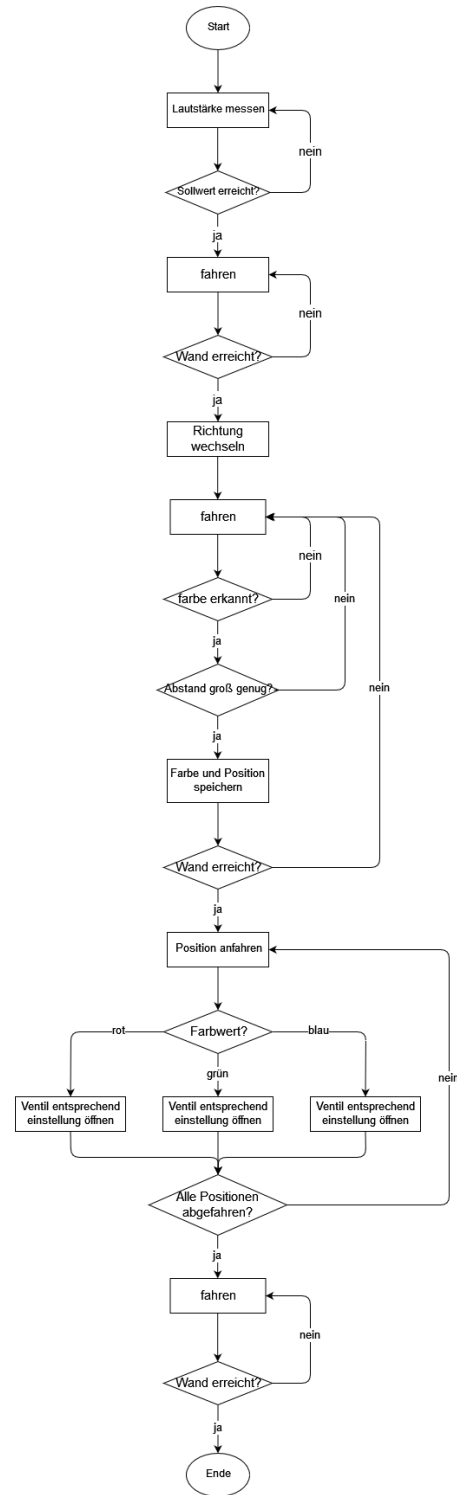 Start
Lautstärke messen
nein
Sollwert erreicht?
ja
fahren
nein
Wand erreicht?
ja
Richtung
wechseln
fahren
nein
farbe erkannt?
nein
ja
Abstand groß genug?
nein
ja
Farbe und Position
speichern
Wand erreicht?
ja
Position anfahren
rot
Farbwert?
blau
grün
nein
Ventil entsprechend
einstellung öffnen
Ventil entsprechend
einstellung öffnen
Ventil entsprechend
einstellung öffnen
Alle Positionen
abgefahren?
ja
fahren
nein
Wand erreicht?
ja
Ende